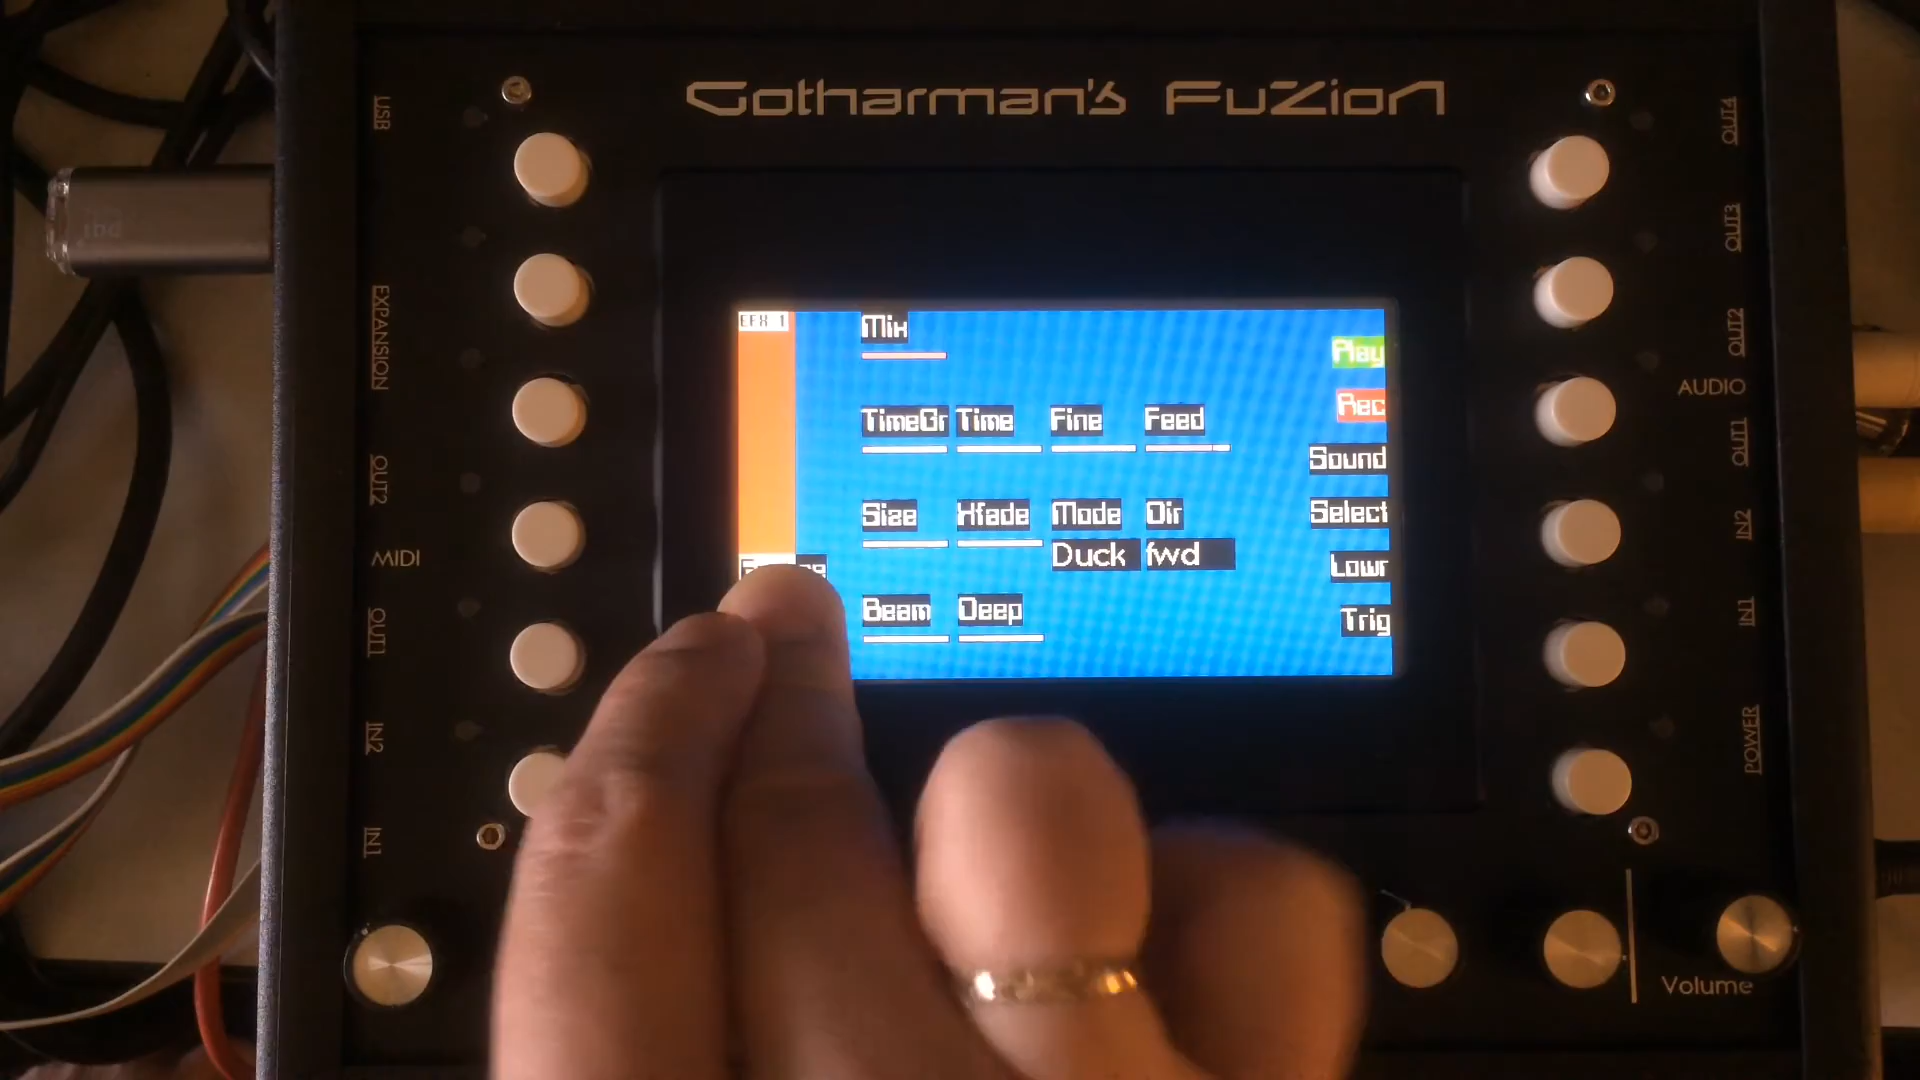 Gotharman's FuZion
USB
EXPANSION
OUT2
MIDI
OUT1
IN2
IN1
EFX 1
Mix
TimeGr Time Fine Feed
Size Xfade Mode Dir
Duck fwd
Beam Deep
Play
Rec
Sound
Select
Lowr
Trig
OUT4
OUT3
OUT2
AUDIO
OUT1
IN2
IN1
POWER
Volume